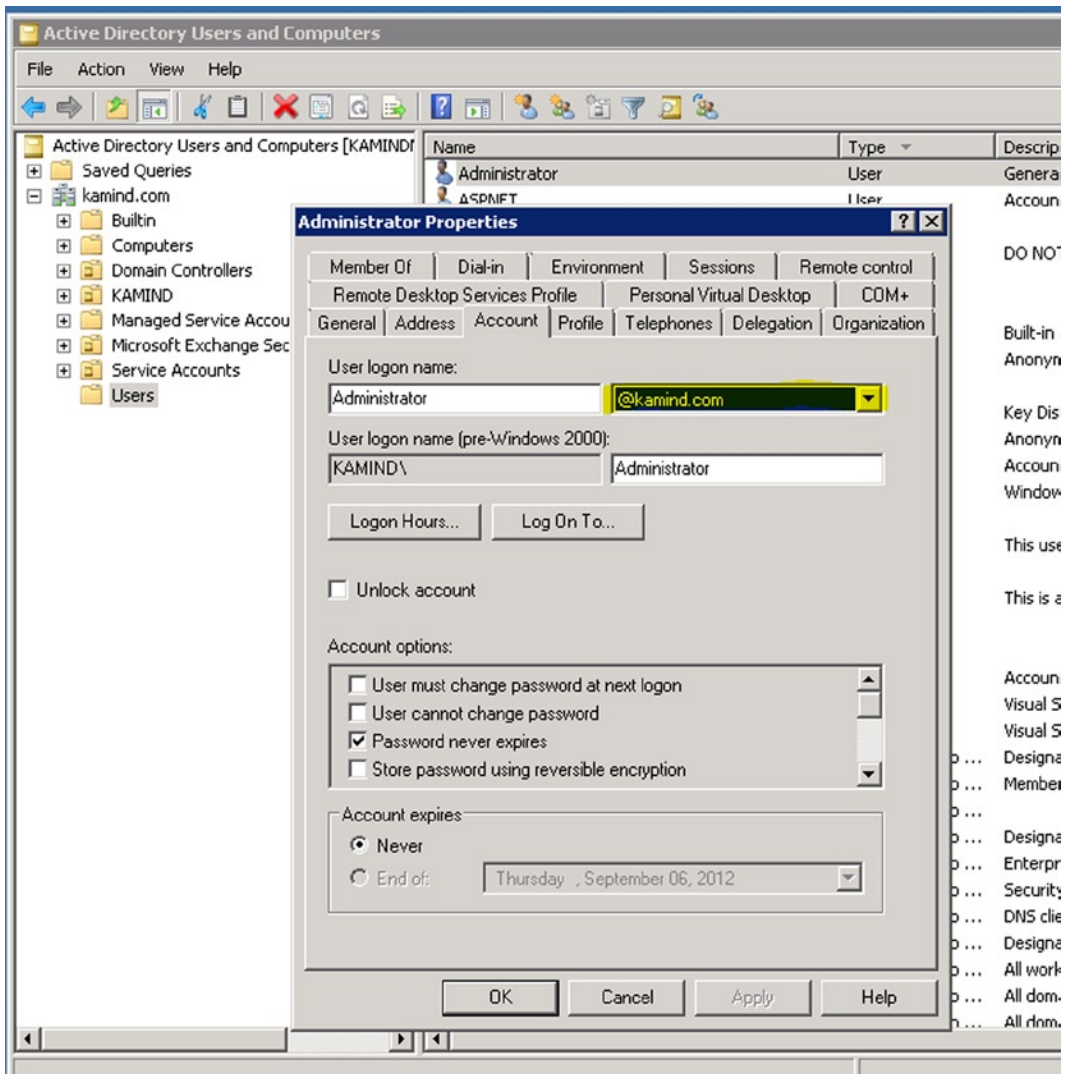 Active Directory Users and Computers
File Action View Help
Active Directory Users and Computers [KAMIND
Saved Queries
kamind.com
Builtin
Computers
Domain Controllers
KAMIND
Managed Service Accou
Microsoft Exchange Sec
Service Accounts
Users
Name Type Descrip
Administrator User Genera
ASPNET User Accoun
DO NOT
Built-in
Anonym
Key Dis
Anonym
Accoun
Window
This use
This is a
Accoun
Visual S
Visual S
p ... Designa
p ... Member
p ...
p ... Designa
p ... Enterpr
p ... Security
p ... DNS clie
p ... Designa
p ... All work
p ... All dom
p ... All dom
Administrator Properties
Member Of Dial-in Environment Sessions Remote control
Remote Desktop Services Profile Personal Virtual Desktop COM+
General Address Account Profile Telephones Delegation Organization
User logon name:
Administrator @kamind.com
User logon name (pre-Windows 2000):
KAMIND\ Administrator
Logon Hours... Log On To...
Unlock account
Account options:
User must change password at next logon
User cannot change password
Password never expires
Store password using reversible encryption
Account expires
Never
End of: Thursday , September 06, 2012
OK Cancel Apply Help